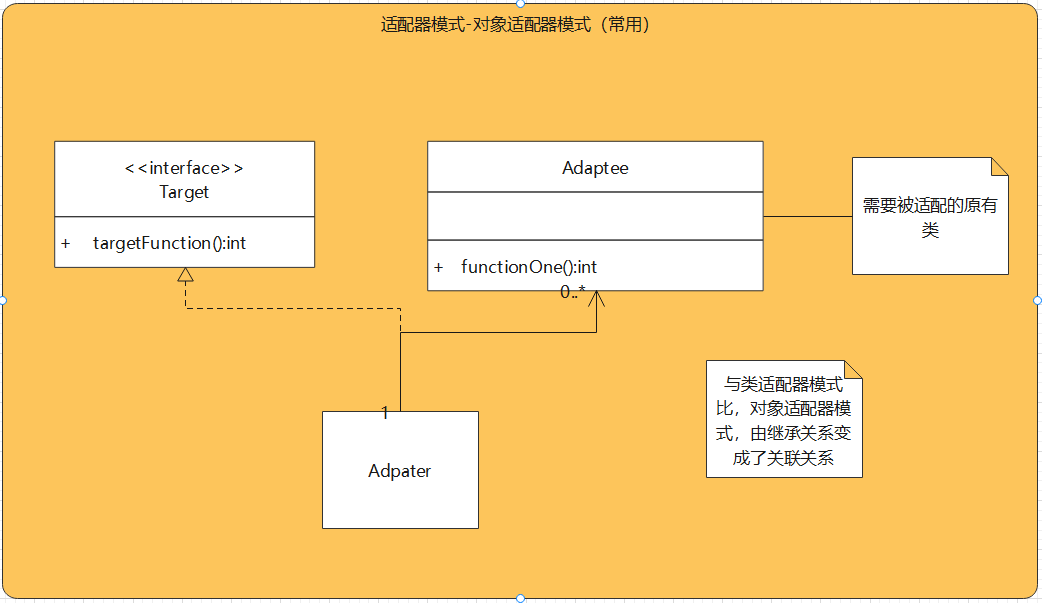 适配器模式-对象适配器模式（常用）
<<interface>>
Target
+ targetFunction():int
Adaptee
+ functionOne():int
0..*
需要被适配的原有
类
1
Adpater
与类适配器模式
比，对象适配器模
式，由继承关系变
成了关联关系